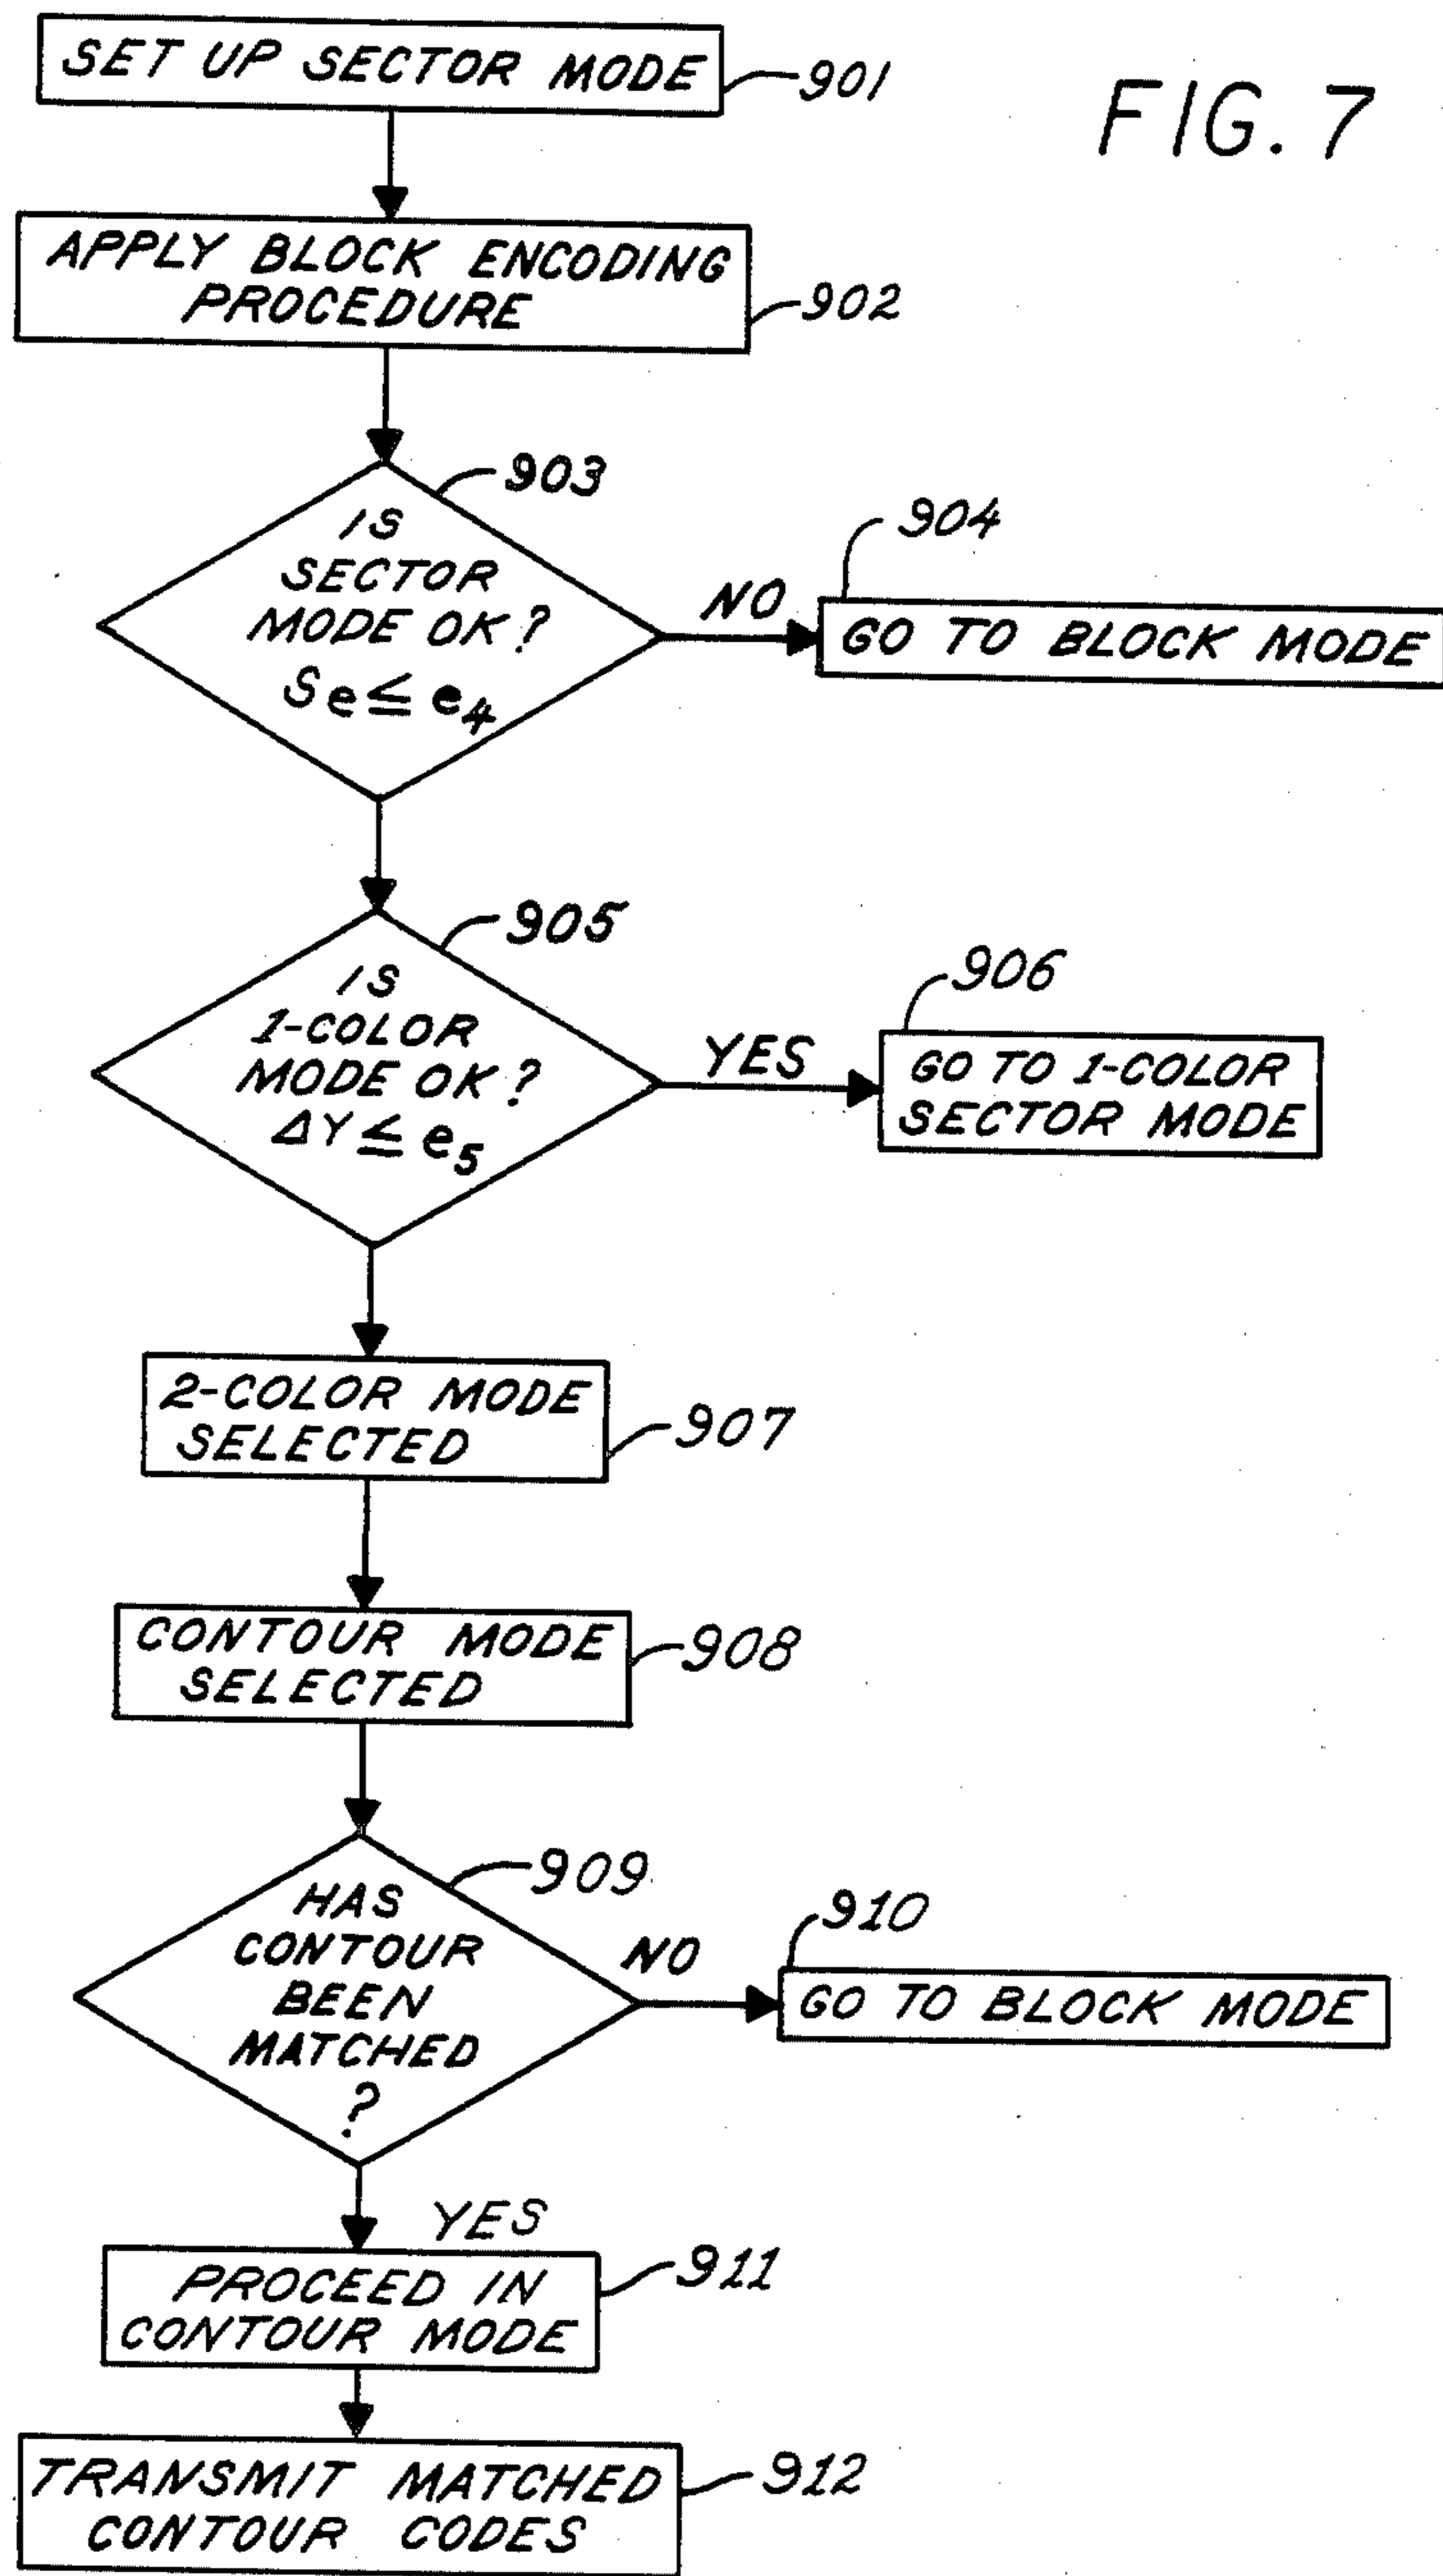 FIG. 7
SET UP SECTOR MODE
901
APPLY BLOCK ENCODING
PROCEDURE
902
903
IS
SECTOR
MODE OK?
Se ≤ e4
NO
904
GO TO BLOCK MODE
905
IS
1-COLOR
MODE OK?
ΔY ≤ e5
YES
906
GO TO 1-COLOR
SECTOR MODE
2-COLOR MODE
SELECTED
907
CONTOUR MODE
SELECTED
908
909
HAS
CONTOUR
BEEN
MATCHED
?
NO
910
GO TO BLOCK MODE
YES
PROCEED IN
CONTOUR MODE
911
TRANSMIT MATCHED
CONTOUR CODES
912